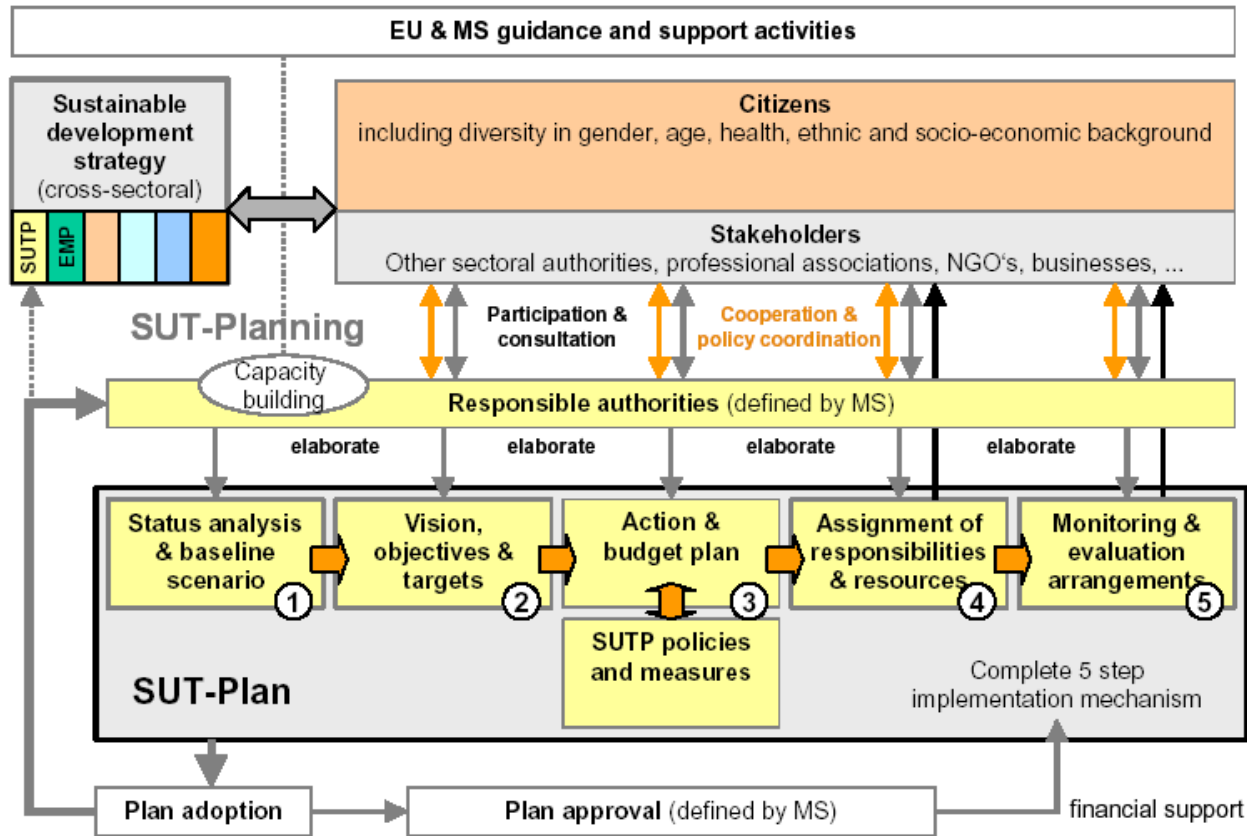 EU & MS guidance and support activities
Sustainable
development
strategy
(cross-sectoral)
SUTP
EMP
Citizens
including diversity in gender, age, health, ethnic and socio-economic background
Stakeholders
Other sectoral authorities, professional associations, NGO's, businesses, ...
SUT-Planning
Participation &
consultation
Cooperation &
policy coordination
Capacity
building
Responsible authorities (defined by MS)
elaborate
elaborate
elaborate
elaborate
Status analysis
& baseline
scenario
1
Vision,
objectives &
targets
2
Action &
budget plan
3
Assignment of
responsibilities
& resources
4
Monitoring &
evaluation
arrangements
5
SUTP policies
and measures
SUT-Plan
Complete 5 step
implementation mechanism
Plan adoption
Plan approval (defined by MS)
financial support